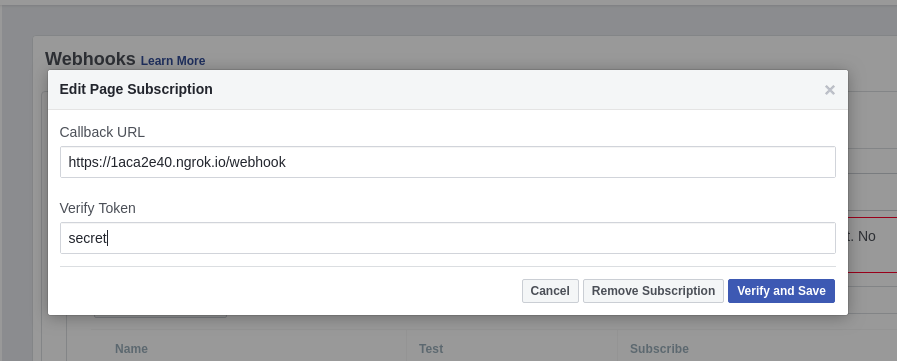 Webhooks Learn More
Edit Page Subscription ×
Callback URL
https://1aca2e40.ngrok.io/webhook
Verify Token
secret
t. No
Cancel Remove Subscription Verify and Save
Name Test Subscribe